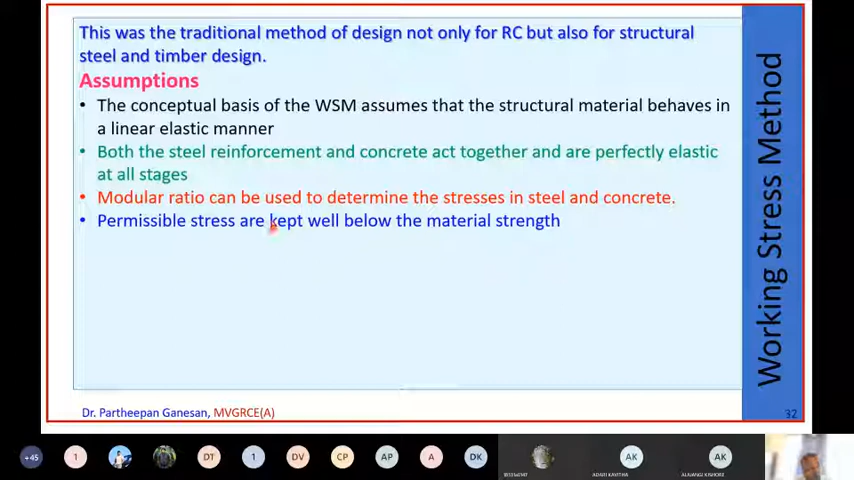 This was the traditional method of design not only for RC but also for structural
steel and timber design.
Assumptions
• The conceptual basis of the WSM assumes that the structural material behaves in
a linear elastic manner
• Both the steel reinforcement and concrete act together and are perfectly elastic
at all stages
• Modular ratio can be used to determine the stresses in steel and concrete.
• Permissible stress are kept well below the material strength
Working Stress Method
Dr. Partheepan Ganesan, MVGRCE(A)
32
+45
1
DT
1
DV
CP
AP
A
DK
AK
AK